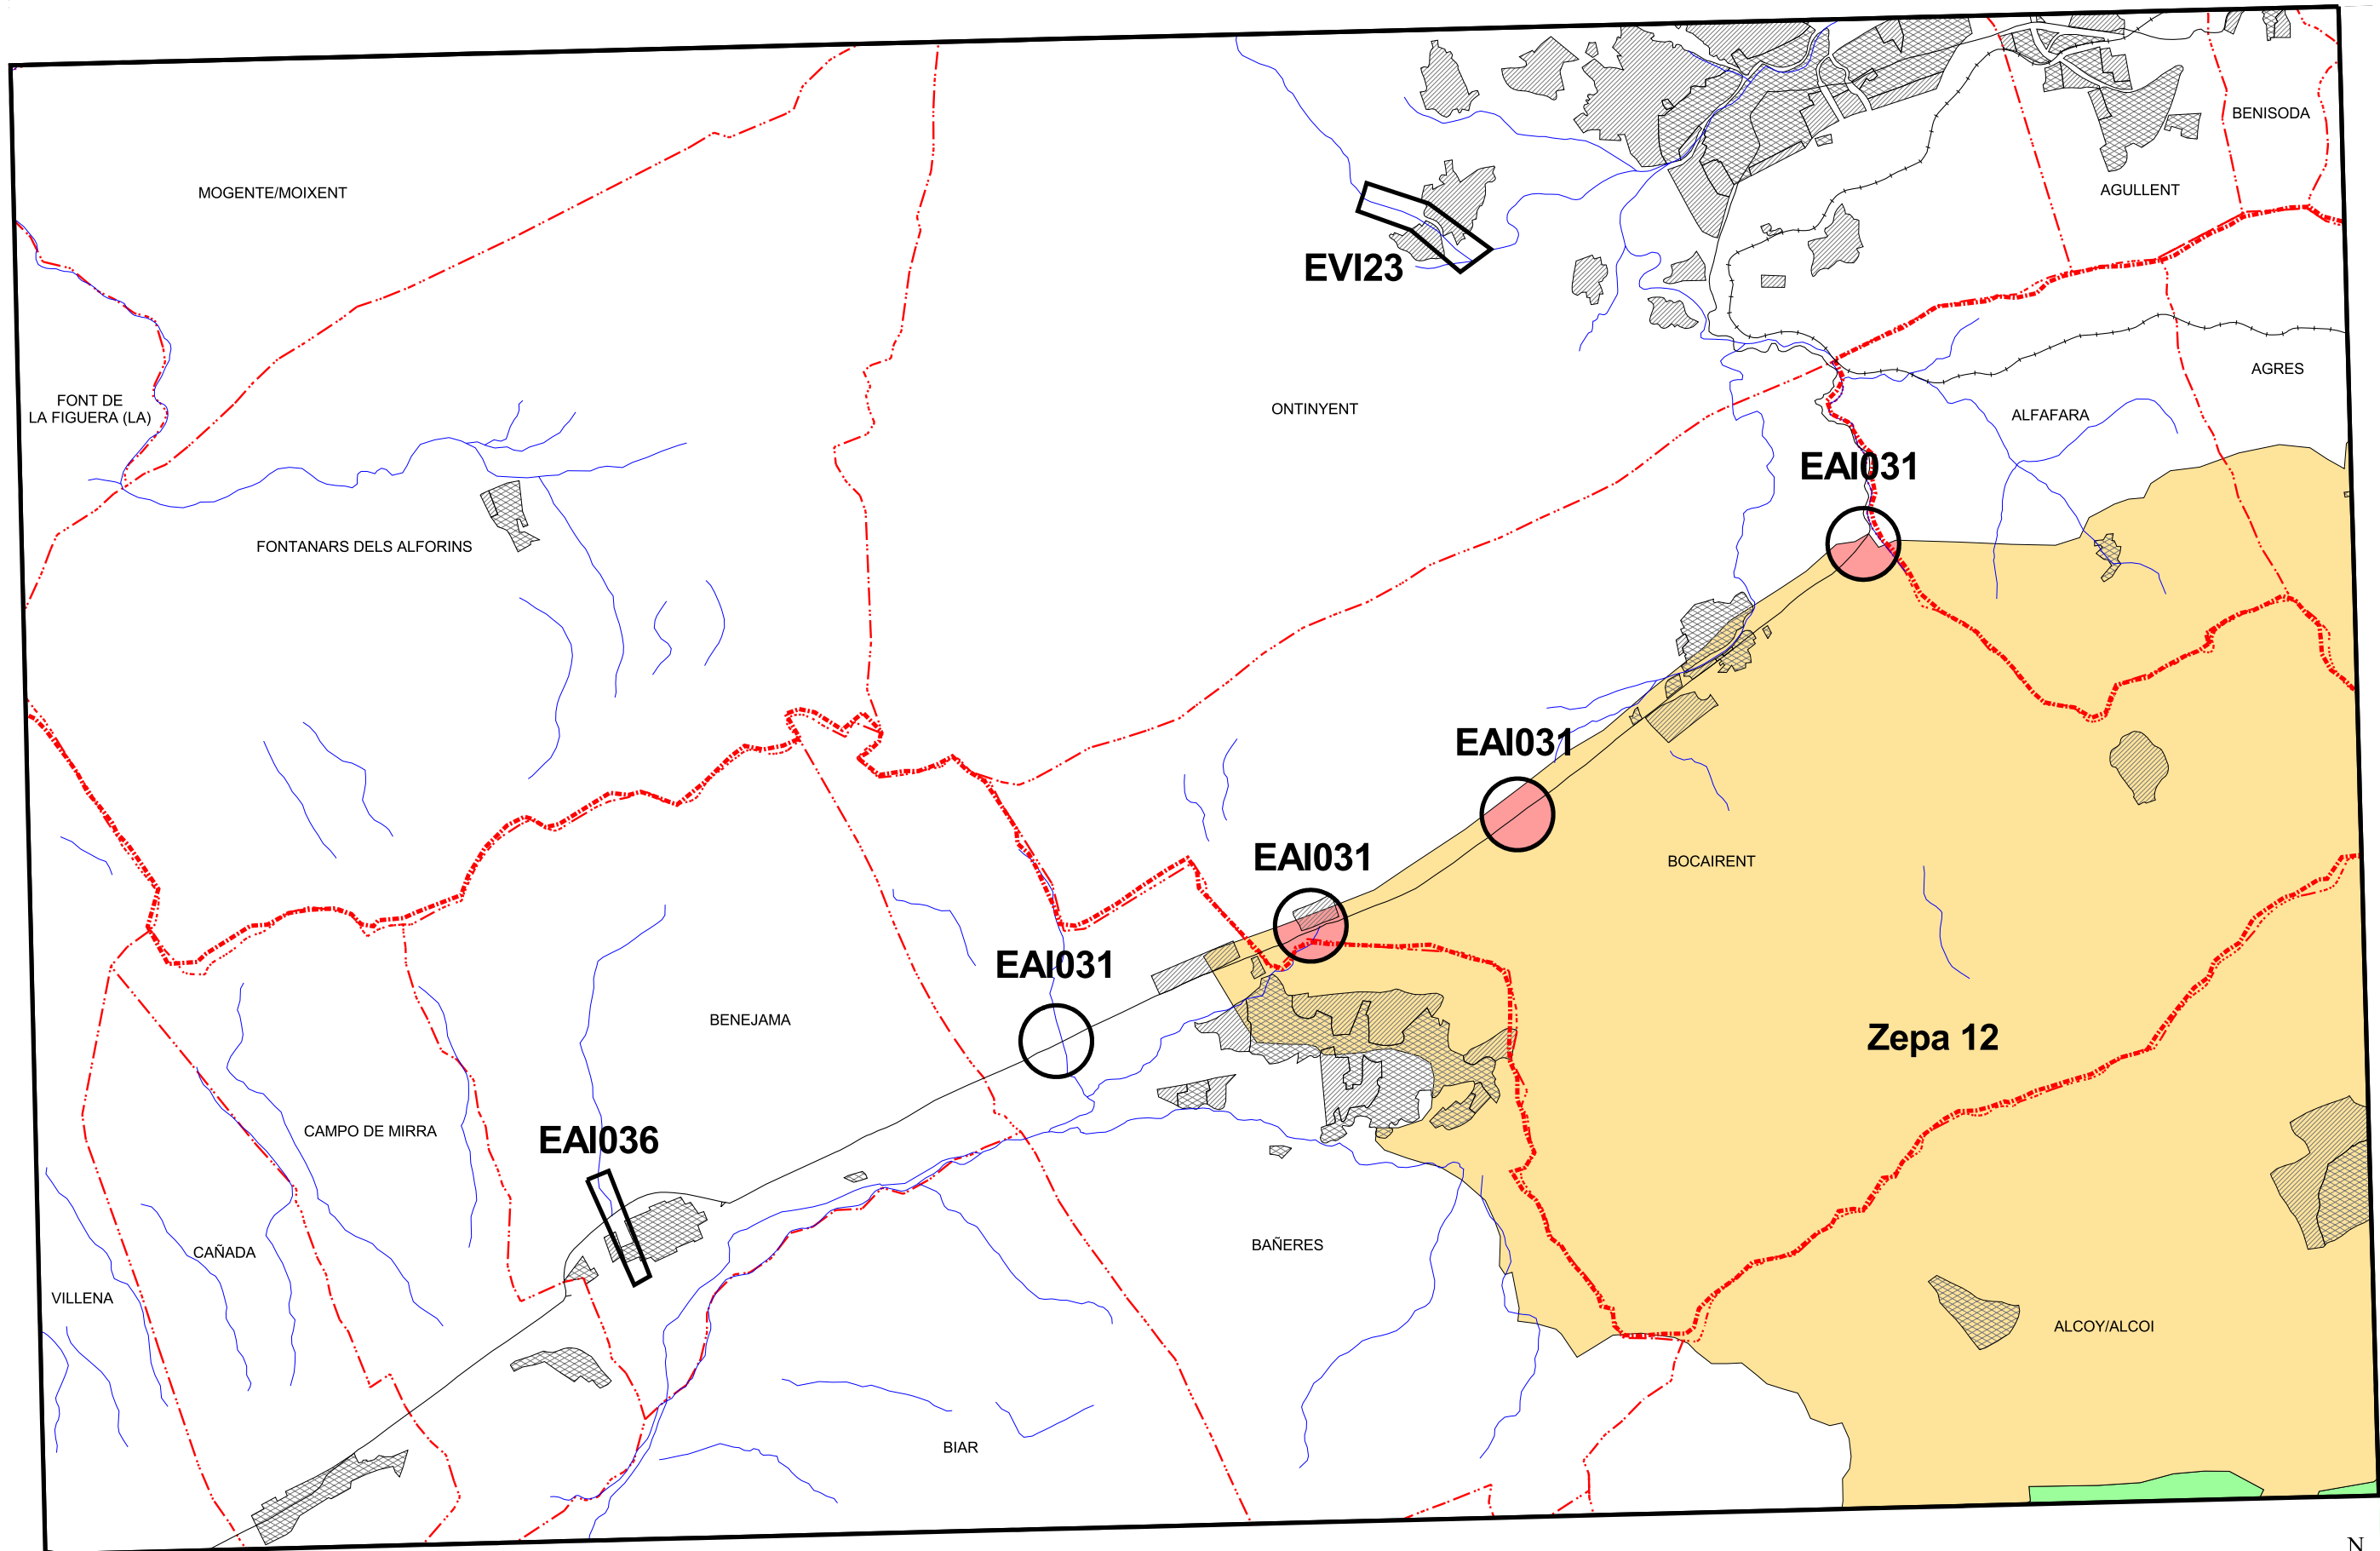 BENISODA
MOGENTE/MOIXENT
AGULLENT
EVI23
AGRES
FONT DE
LA FIGUERA (LA)
ONTINYENT
ALFAFARA
EAI031
FONTANARS DELS ALFORINS
EAI031
EAI031
BOCAIRENT
EAI031
BENEJAMA
Zepa 12
CAMPO DE MIRRA
EAI036
CAÑADA
BAÑERES
VILLENA
ALCOY/ALCOI
BIAR
N